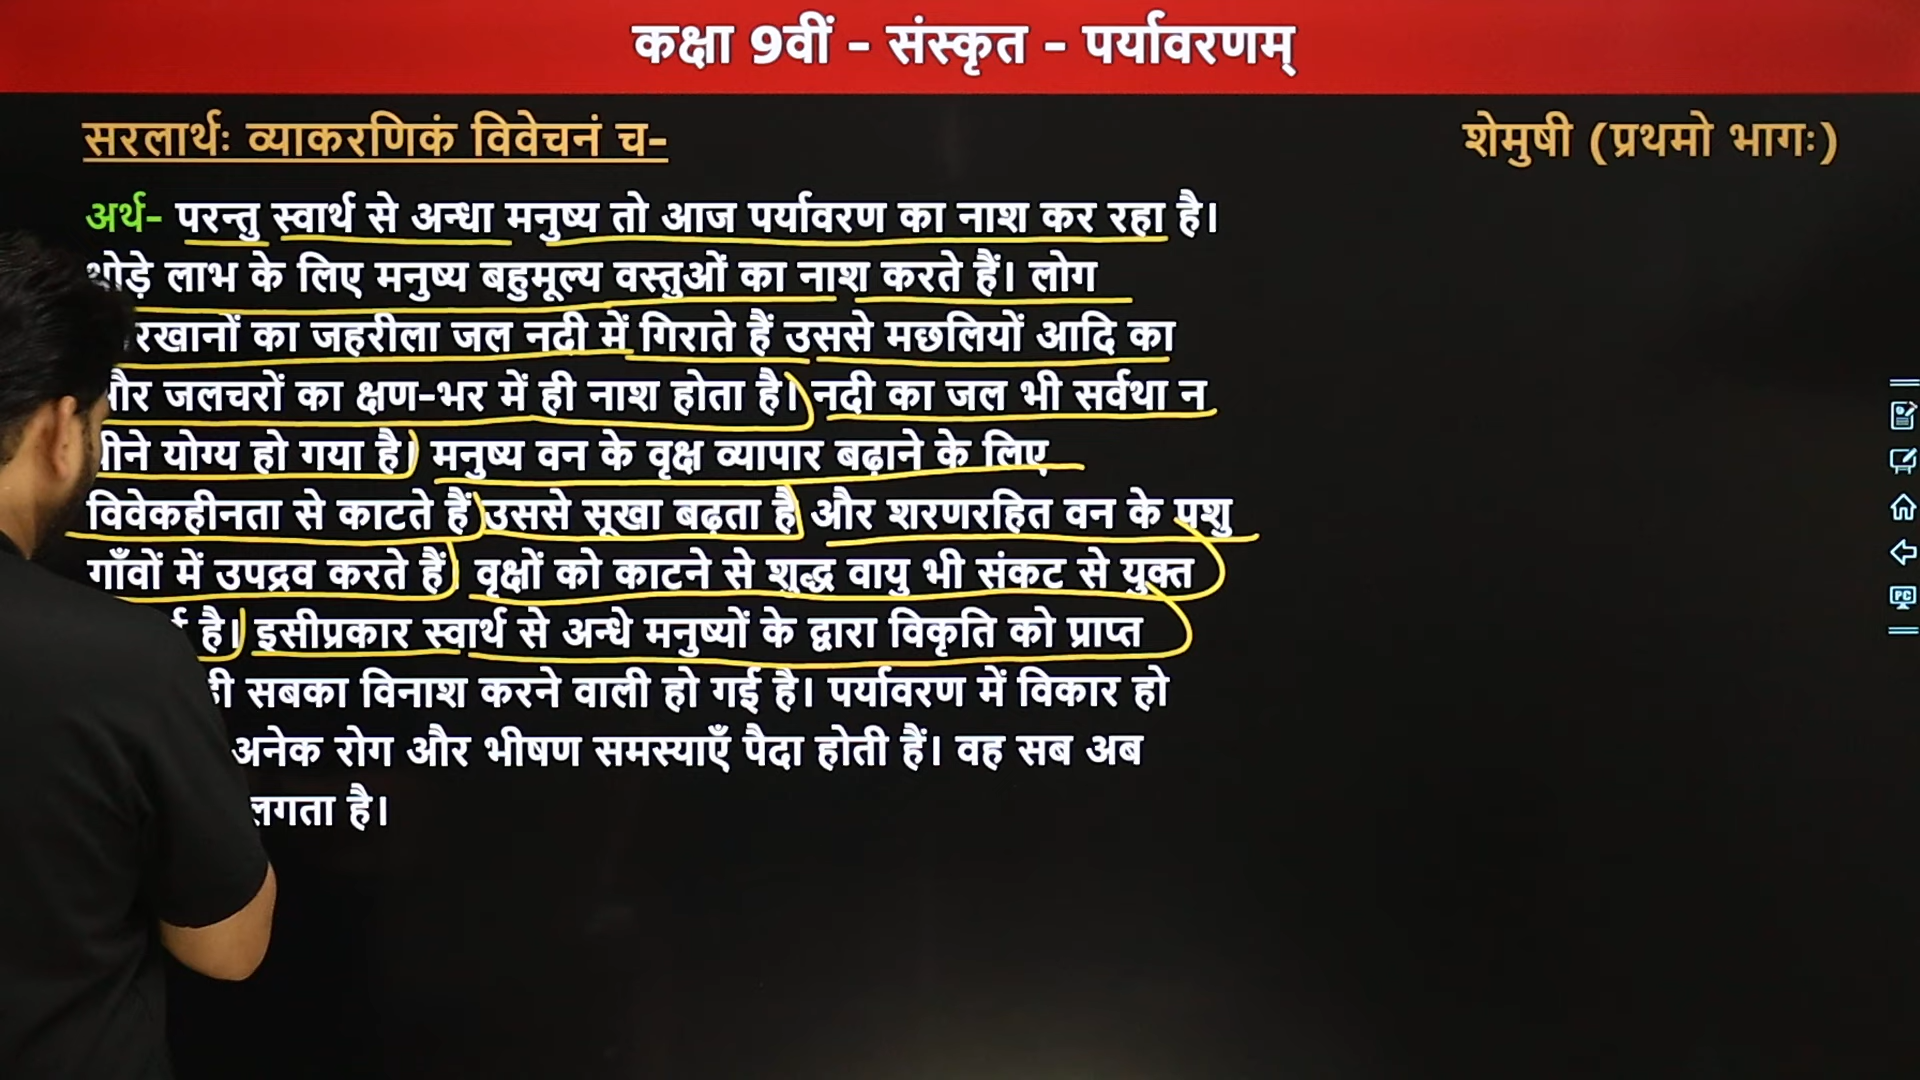 कक्षा 9वीं - संस्कृत - पर्यावरणम्
सरलार्थः व्याकरणिकं विवेचनं च-
शेमुषी (प्रथमो भागः)
अर्थ- परन्तु स्वार्थ से अन्धा मनुष्य तो आज पर्यावरण का नाश कर रहा है।
थोड़े लाभ के लिए मनुष्य बहुमूल्य वस्तुओं का नाश करते हैं। लोग
का जहरीला जल नदी में गिराते हैं उससे मछलियों आदि का
और जलचरों का क्षण-भर में ही नाश होता है। नदी का जल भी सर्वथा न
पीने योग्य हो गया है। मनुष्य वन के वृक्ष व्यापार बढ़ाने के लिए
विवेकहीनता से काटते हैं उससे सूखा बढ़ता है और शरणरहित वन के पशु
गाँवों में उपद्रव करते हैं वृक्षों को काटने से शुद्ध वायु भी संकट से युक्त
है। इसीप्रकार स्वार्थ से अन्धे मनुष्यों के द्वारा विकृति को प्राप्त
सबका विनाश करने वाली हो गई है। पर्यावरण में विकार हो
अनेक रोग और भीषण समस्याएँ पैदा होती हैं। वह सब अब
लगता है।
PC